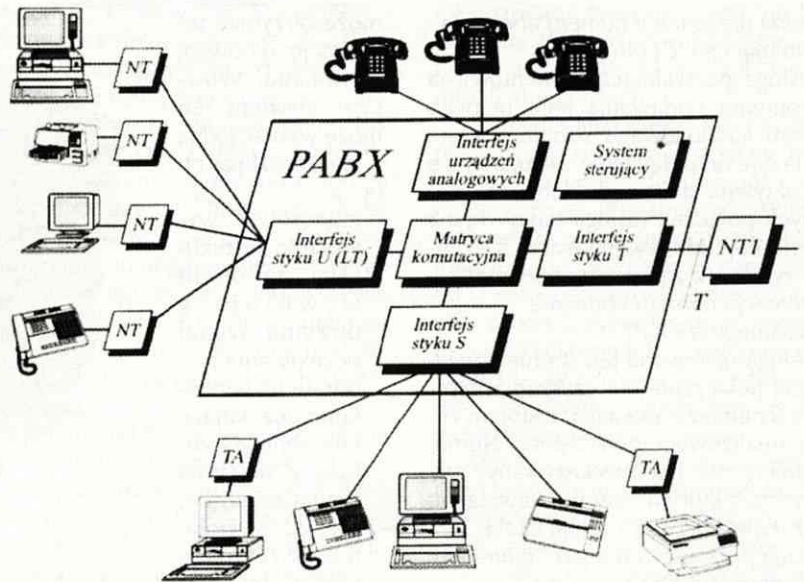 NT
NT
NT
NT
PABX
Interfejs
urządzeń
analogowych
System
sterujący
Interfejs
styku U (LT)
Matryca
komutacyjna
Interfejs
styku T
NT1
T
Interfejs
styku S
TA
TA